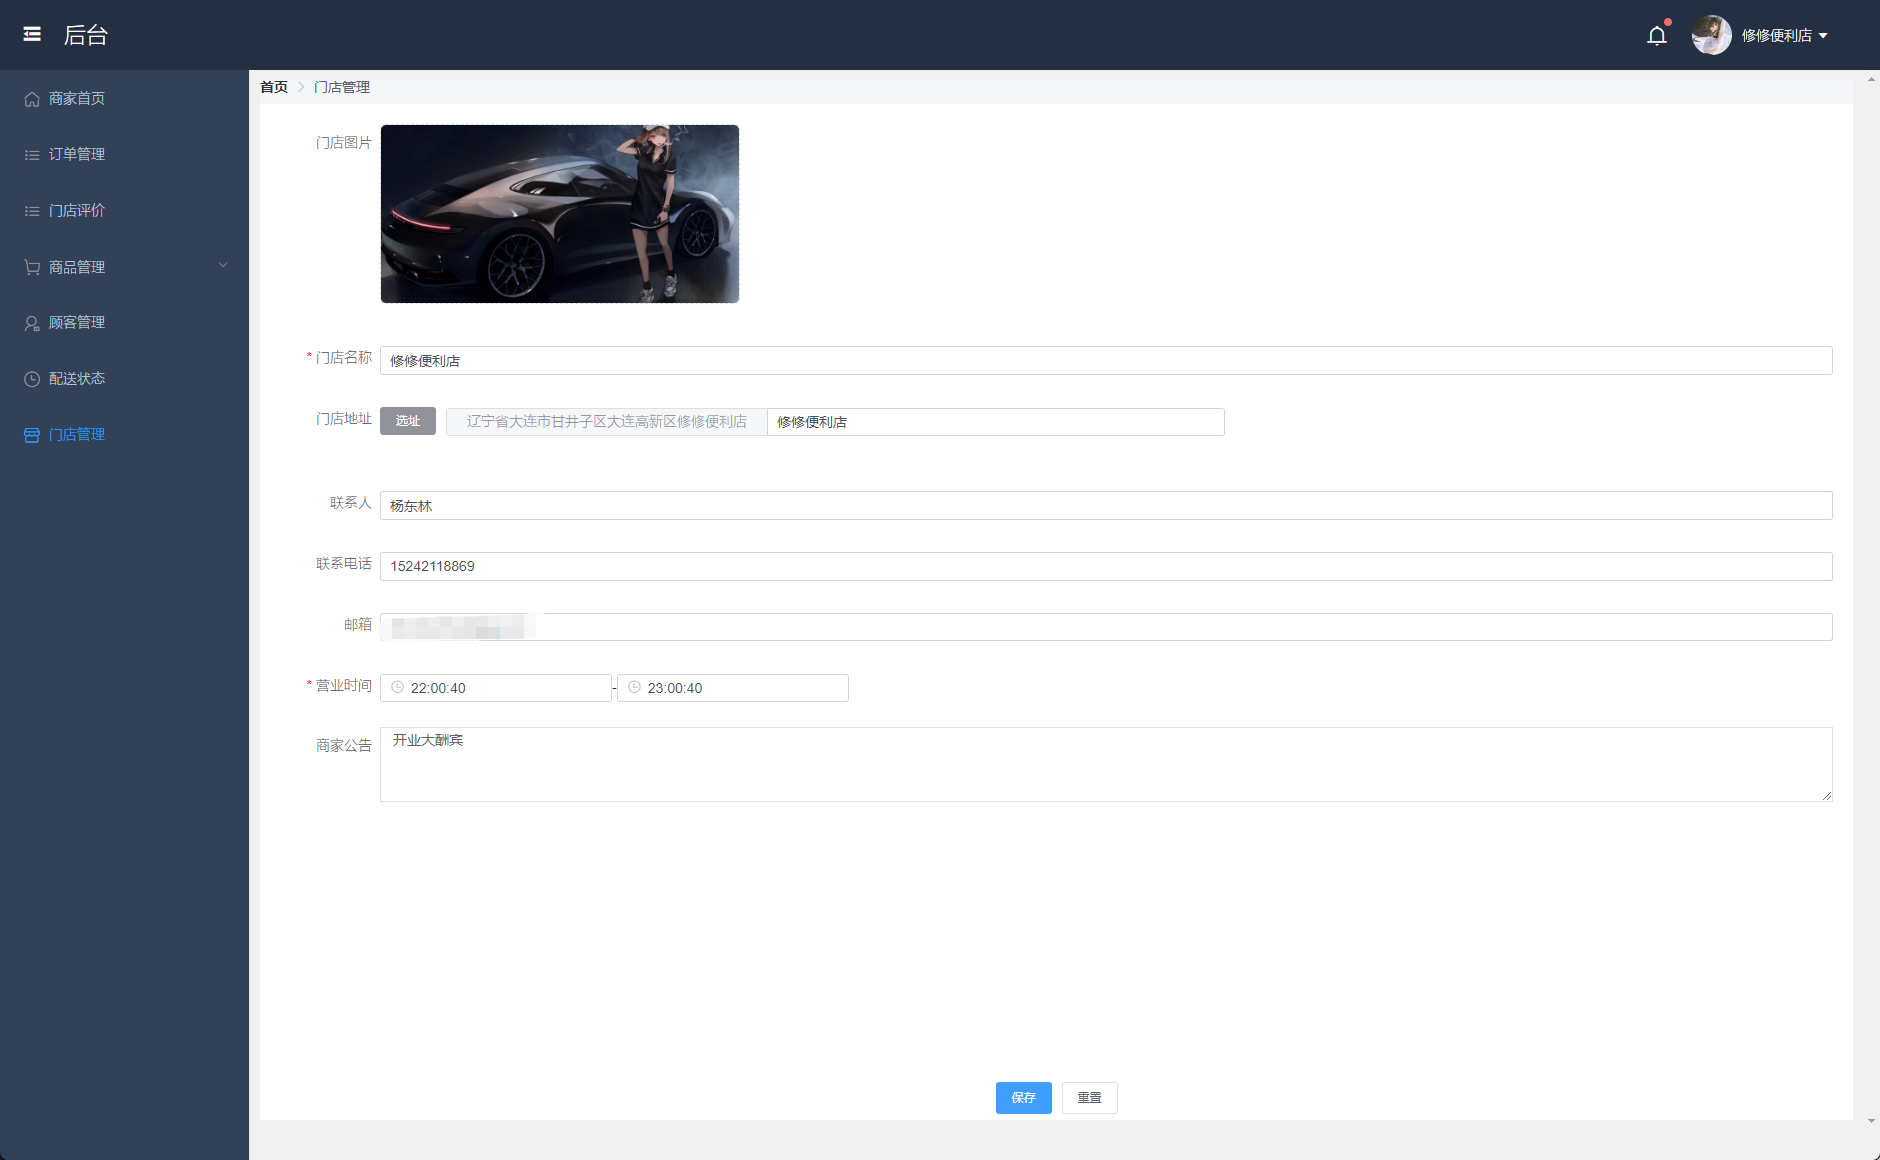 后台
修修便利店
商家首页
订单管理
门店评价
商品管理
顾客管理
配送状态
门店管理
首页 > 门店管理
门店图片
* 门店名称 修修便利店
门店地址 选址 辽宁省大连市甘井子区大连高新区修修便利店 修修便利店
联系人 杨东林
联系电话 15242118869
邮箱
* 营业时间 22:00:40 - 23:00:40
商家公告 开业大酬宾
保存 重置